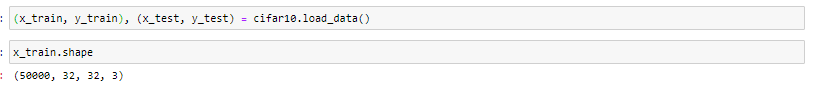 : (x_train, y_train), (x_test, y_test) = cifar10.load_data()
: x_train.shape
: (50000, 32, 32, 3)